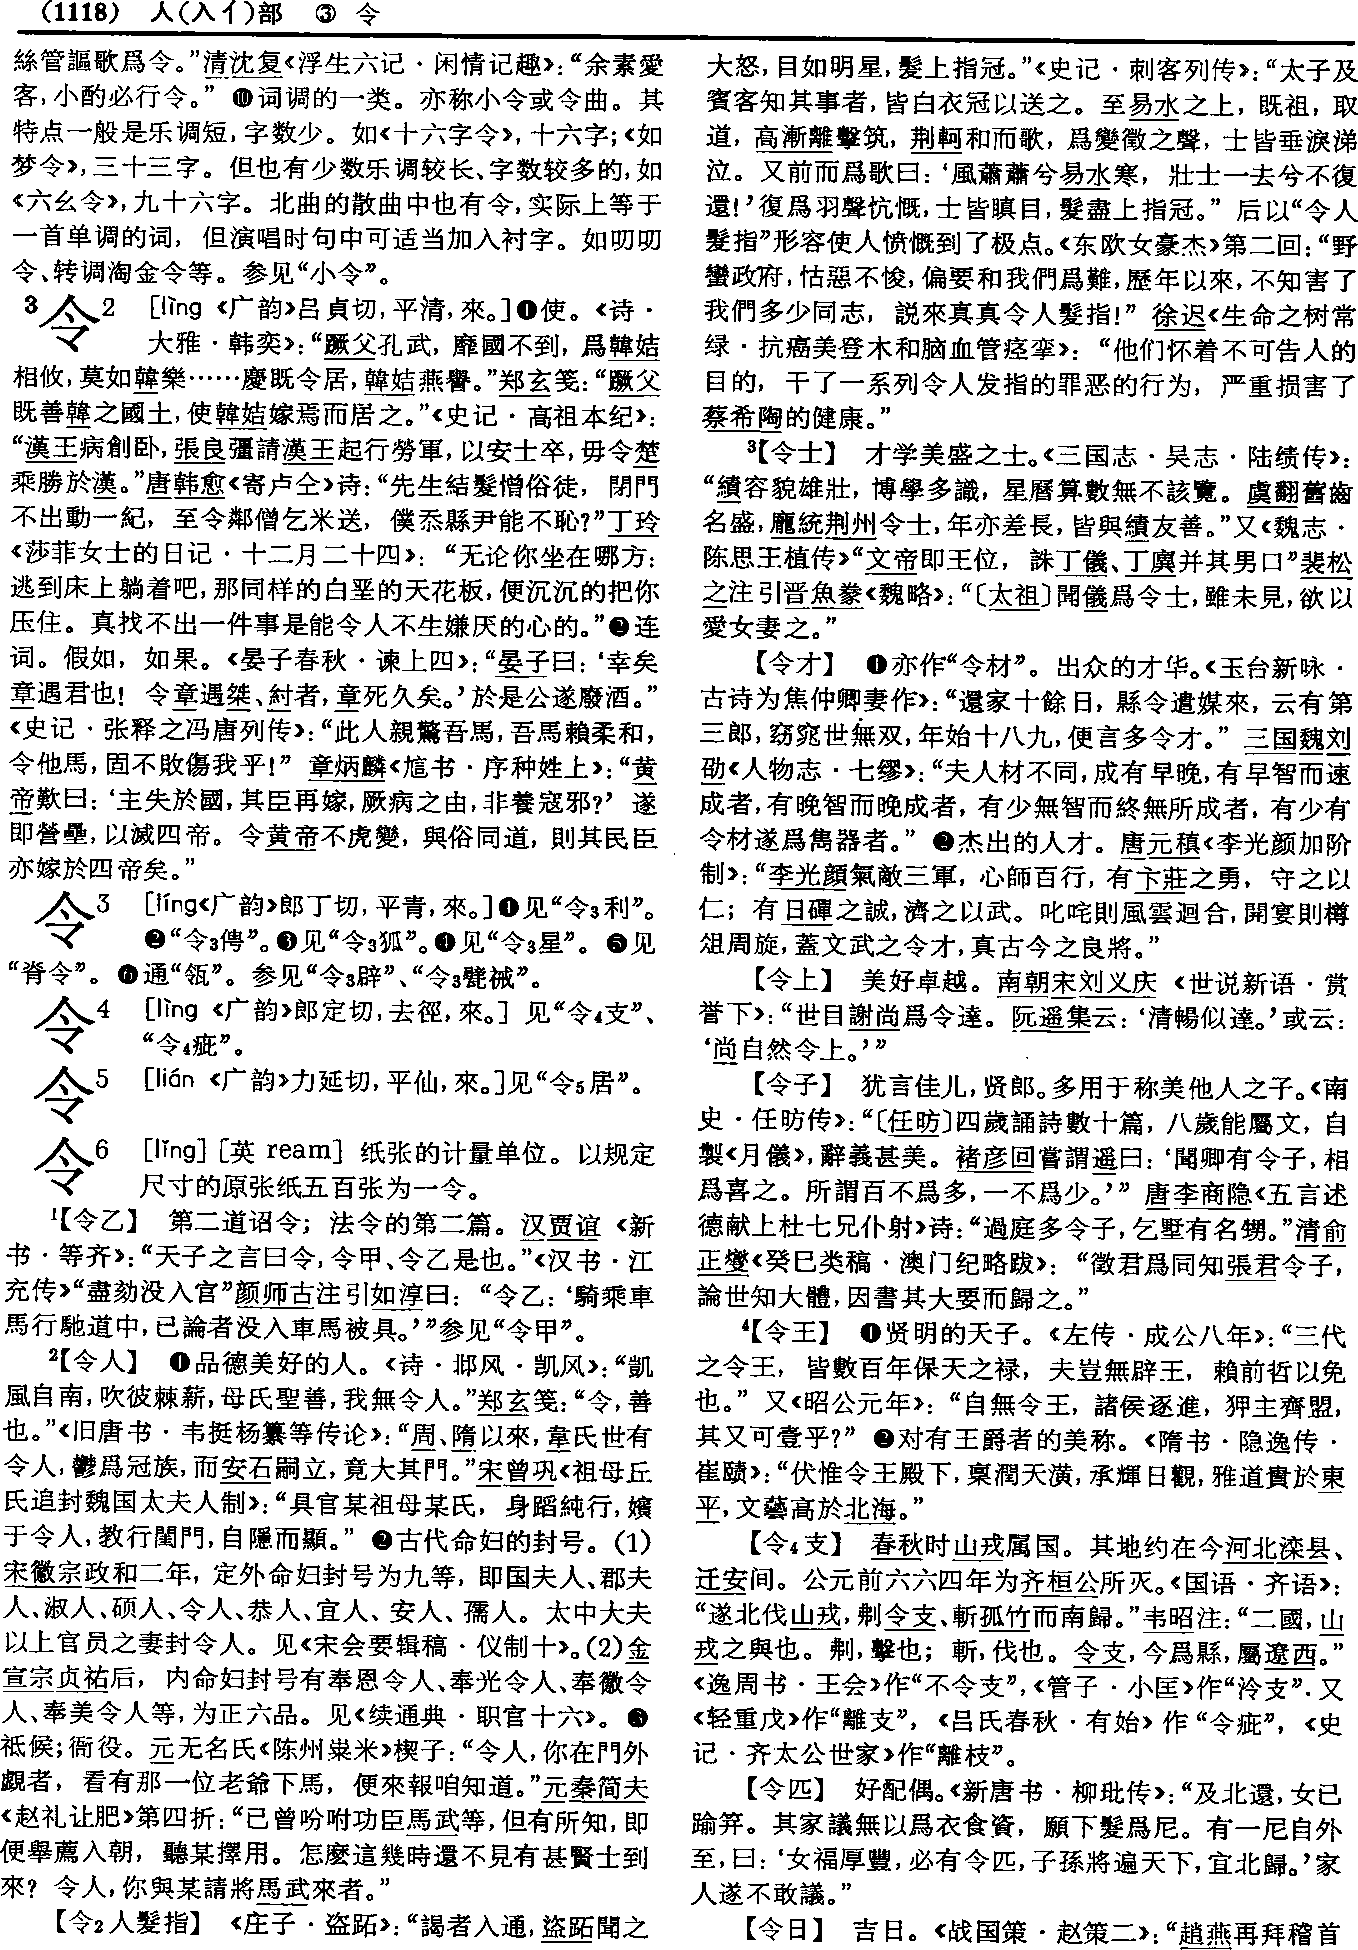 (1118) 人(入亻)部 ③ 令
絲管謳歌爲令。”清沈复《浮生六记·闲情记趣》：“余素愛
客，小酌必行令。” ❿词调的一类。亦称小令或令曲。其
特点一般是乐调短，字数少。如《十六字令》，十六字；《如
梦令》，三十三字。但也有少数乐调较长、字数较多的，如
《六幺令》，九十六字。北曲的散曲中也有令，实际上等于
一首单调的词，但演唱时句中可适当加入衬字。如叨叨
令、转调淘金令等。参见“小令”。
3令2 [lìng 《广韵》吕貞切，平清，來。]❶使。《诗·
大雅·韩奕》：“蹶父孔武，靡國不到，爲韓姞
相攸，莫如韓樂……慶既令居，韓姞燕譽。”郑玄笺：“蹶父
既善韓之國土，使韓姞嫁焉而居之。”《史记·高祖本纪》：
“漢王病創卧，張良彊請漢王起行勞軍，以安士卒，毋令楚
乘勝於漢。”唐韩愈《寄卢仝》诗：“先生結髮憎俗徒，閉門
不出動一紀，至令鄰僧乞米送，僕忝縣尹能不恥？”丁玲
《莎菲女士的日记·十二月二十四》：“无论你坐在哪方：
逃到床上躺着吧，那同样的白垩的天花板，便沉沉的把你
压住。真找不出一件事是能令人不生嫌厌的心的。”❷连
词。假如，如果。《晏子春秋·谏上四》：“晏子曰：‘幸矣
章遇君也！令章遇桀、紂者，章死久矣。’於是公遂廢酒。”
《史记·张释之冯唐列传》：“此人親驚吾馬，吾馬賴柔和，
令他馬，固不敗傷我乎！” 章炳麟《訄书·序种姓上》：“黄
帝歎曰：‘主失於國，其臣再嫁，厥病之由，非養寇邪？’遂
即營壘，以滅四帝。令黄帝不虎變，與俗同道，則其民臣
亦嫁於四帝矣。”
令3 [líng《广韵》郎丁切，平青，來。]❶见“令3利”。
❷“令3傳”。❸见“令3狐”。❹见“令3星”。❺见
“脊令”。❻通“瓴”。参见“令3辟”、“令3甓祴”。
令4 [lìng 《广韵》郎定切，去徑，來。] 见“令4支”、
“令4疵”。
令5 [lián 《广韵》力延切，平仙，來。]见“令5居”。
令6 [lǐng] [英 ream] 纸张的计量单位。以规定
尺寸的原张纸五百张为一令。
1【令乙】 第二道诏令；法令的第二篇。汉贾谊《新
书·等齐》：“天子之言曰令，令甲、令乙是也。”《汉书·江
充传》“盡劾没入官”颜师古注引如淳曰：“令乙：‘騎乘車
馬行馳道中，已論者没入車馬被具。’”参见“令甲”。
2【令人】 ❶品德美好的人。《诗·邶风·凯风》：“凱
風自南，吹彼棘薪，母氏聖善，我無令人。”郑玄笺：“令，善
也。”《旧唐书·韦挺杨纂等传论》：“周、隋以來，韋氏世有
令人，鬱爲冠族，而安石嗣立，竟大其門。”宋曾巩《祖母丘
氏追封魏国太夫人制》：“具官某祖母某氏，身蹈純行，嬪
于令人，教行閨門，自隱而顯。” ❷古代命妇的封号。(1)
宋徽宗政和二年，定外命妇封号为九等，即国夫人、郡夫
人、淑人、硕人、令人、恭人、宜人、安人、孺人。太中大夫
以上官员之妻封令人。见《宋会要辑稿·仪制十》。(2)金
宣宗贞祐后，内命妇封号有奉恩令人、奉光令人、奉徽令
人、奉美令人等，为正六品。见《续通典·职官十六》。❸
祗候；衙役。元无名氏《陈州粜米》楔子：“令人，你在門外
覷者，看有那一位老爺下馬，便來報咱知道。”元秦简夫
《赵礼让肥》第四折：“已曾吩咐功臣馬武等，但有所知，即
便舉薦入朝，聽某擇用。怎麽這幾時還不見有甚賢士到
來？令人，你與某請將馬武來者。”
【令2人髮指】 《庄子·盗跖》：“謁者入通，盜跖聞之
大怒，目如明星，髮上指冠。”《史记·刺客列传》：“太子及
賓客知其事者，皆白衣冠以送之。至易水之上，既祖，取
道，高漸離擊筑，荆軻和而歌，爲變徵之聲，士皆垂淚涕
泣。又前而爲歌曰：‘風蕭蕭兮易水寒，壯士一去兮不復
還！’復爲羽聲忼慨，士皆瞋目，髮盡上指冠。” 后以“令人
髮指”形容使人愤慨到了极点。《东欧女豪杰》第二回：“野
蠻政府，怙惡不悛，偏要和我們爲難，歷年以來，不知害了
我們多少同志，説來真真令人髮指！” 徐迟《生命之树常
绿·抗癌美登木和脑血管痉挛》：“他们怀着不可告人的
目的，干了一系列令人发指的罪恶的行为，严重损害了
蔡希陶的健康。”
3【令士】 才学美盛之士。《三国志·吴志·陆绩传》：
“績容貌雄壯，博學多識，星曆算數無不該覽。虞翻舊齒
名盛，龐統荆州令士，年亦差長，皆與績友善。”又《魏志·
陈思王植传》“文帝即王位，誅丁儀、丁廙并其男口”裴松
之注引晋魚豢《魏略》：“〔太祖〕聞儀爲令士，雖未見，欲以
愛女妻之。”
【令才】 ❶亦作“令材”。出众的才华。《玉台新咏·
古诗为焦仲卿妻作》：“還家十餘日，縣令遣媒來，云有第
三郎，窈窕世無双，年始十八九，便言多令才。” 三国魏刘
劭《人物志·七缪》：“夫人材不同，成有早晚，有早智而速
成者，有晚智而晚成者，有少無智而終無所成者，有少有
令材遂爲雋器者。” ❷杰出的人才。唐元稹《李光颜加阶
制》：“李光顔氣敵三軍，心師百行，有卞莊之勇，守之以
仁；有日磾之誠，濟之以武。叱咤則風雲迴合，開宴則樽
俎周旋，蓋文武之令才，真古今之良將。”
【令上】 美好卓越。南朝宋刘义庆《世说新语·赏
誉下》：“世目謝尚爲令達。阮遥集云：‘清暢似達。’或云：
‘尚自然令上。’”
【令子】 犹言佳儿，贤郎。多用于称美他人之子。《南
史·任昉传》：“〔任昉〕四歲誦詩數十篇，八歲能屬文，自
製《月儀》，辭義甚美。褚彦回嘗謂遥曰：‘聞卿有令子，相
爲喜之。所謂百不爲多，一不爲少。’” 唐李商隐《五言述
德献上杜七兄仆射》诗：“過庭多令子，乞墅有名甥。”清俞
正燮《癸巳类稿·澳门纪略跋》：“徵君爲同知張君令子，
論世知大體，因書其大要而歸之。”
4【令王】 ❶贤明的天子。《左传·成公八年》：“三代
之令王，皆數百年保天之禄，夫豈無辟王，賴前哲以免
也。” 又《昭公元年》：“自無令王，諸侯逐進，狎主齊盟，
其又可壹乎？” ❷对有王爵者的美称。《隋书·隐逸传·
崔赜》：“伏惟令王殿下，稟潤天潢，承輝日觀，雅道貴於東
平，文藝高於北海。”
【令4支】 春秋时山戎属国。其地约在今河北滦县、
迁安间。公元前六六四年为齐桓公所灭。《国语·齐语》：
“遂北伐山戎，刜令支、斬孤竹而南歸。”韦昭注：“二國，山
戎之與也。刜，擊也；斬，伐也。令支，今爲縣，屬遼西。”
《逸周书·王会》作“不令支”，《管子·小匡》作“泠支”．又
《轻重戊》作“離支”，《吕氏春秋·有始》作“令疵”，《史
记·齐太公世家》作“離枝”。
【令匹】 好配偶。《新唐书·柳玭传》：“及北還，女已
踰笄。其家議無以爲衣食資，願下髮爲尼。有一尼自外
至，曰：‘女福厚豐，必有令匹，子孫將遍天下，宜北歸。’家
人遂不敢議。”
【令日】 吉日。《战国策·赵策二》：“趙燕再拜稽首